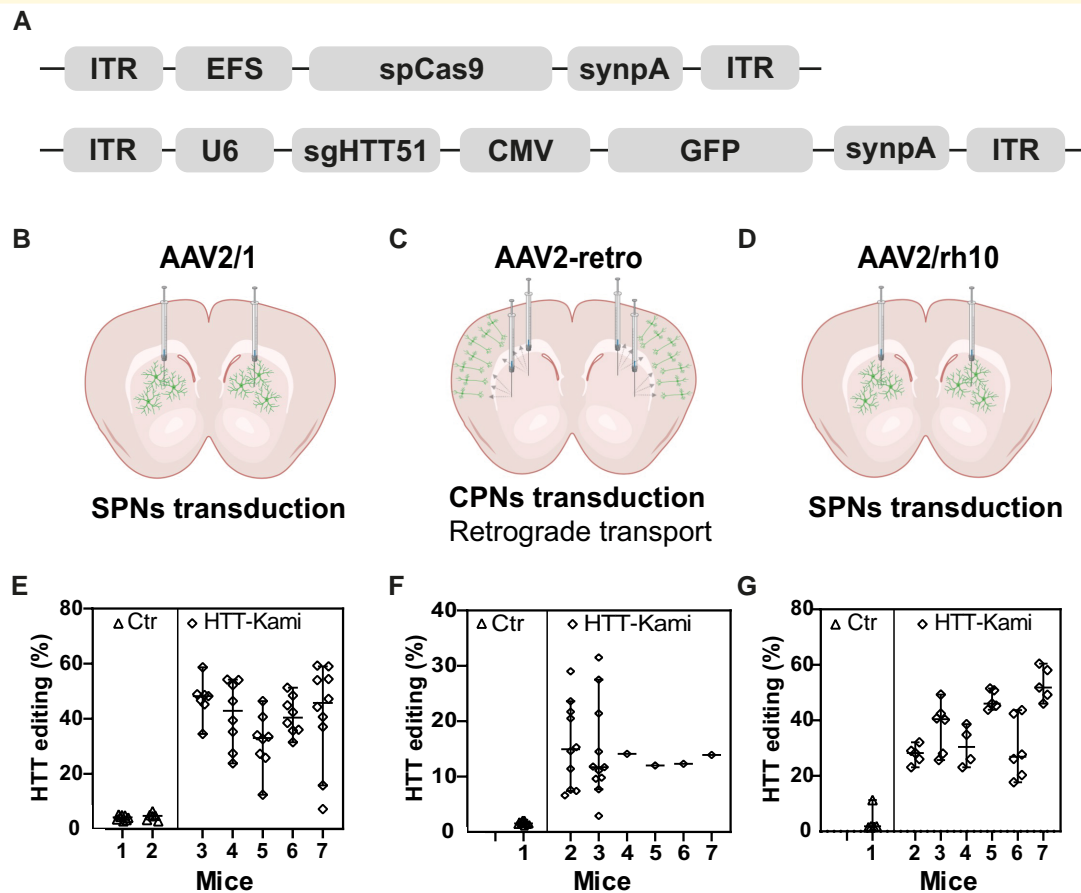 A
ITR EFS spCas9 synpA ITR
ITR U6 sgHTT51 CMV GFP synpA ITR
B
AAV2/1
SPNs transduction
C
AAV2-retro
CPNs transduction
Retrograde transport
D
AAV2/rh10
SPNs transduction
E
HTT editing (%)
80
60
40
20
0
Ctr
HTT-Kami
1 2 3 4 5 6 7
Mice
F
HTT editing (%)
40
30
20
10
0
Ctr
HTT-Kami
1 2 3 4 5 6 7
Mice
G
HTT editing (%)
80
60
40
20
0
Ctr
HTT-Kami
1 2 3 4 5 6 7
Mice